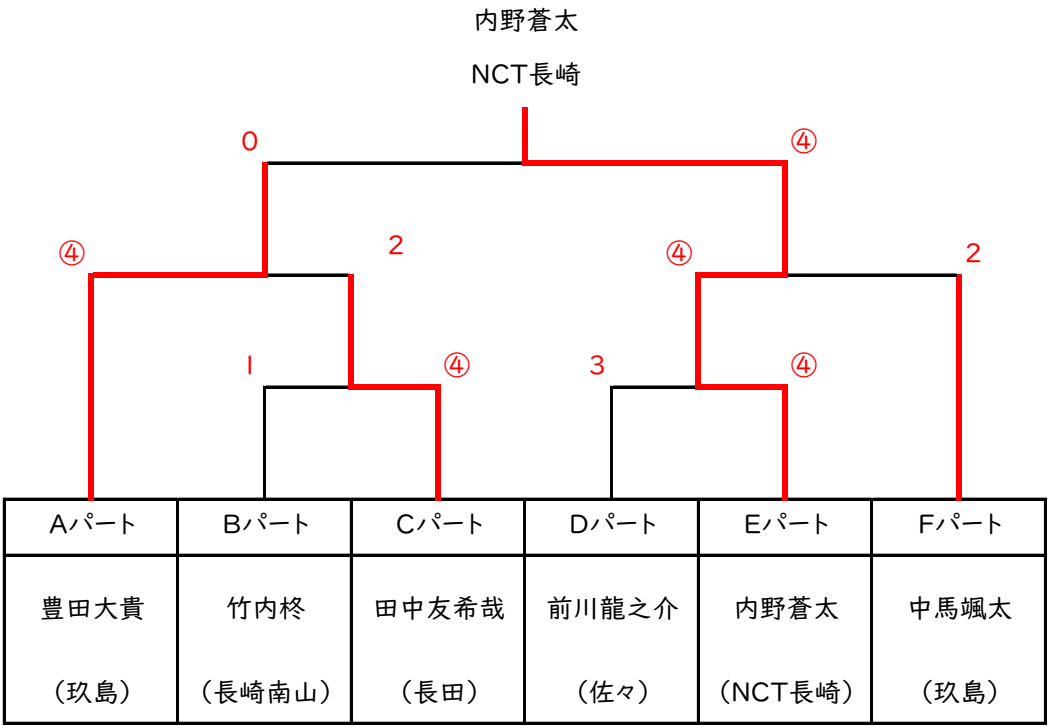 内野蒼太
NCT長崎
0 ④
④ 2 ④ 2
1 ④ 3 ④
Aパート Bパート Cパート Dパート Eパート Fパート
豊田大貴 竹内柊 田中友希哉 前川龍之介 内野蒼太 中馬颯太
（玖島） （長崎南山） （長田） （佐々） （NCT長崎） （玖島）